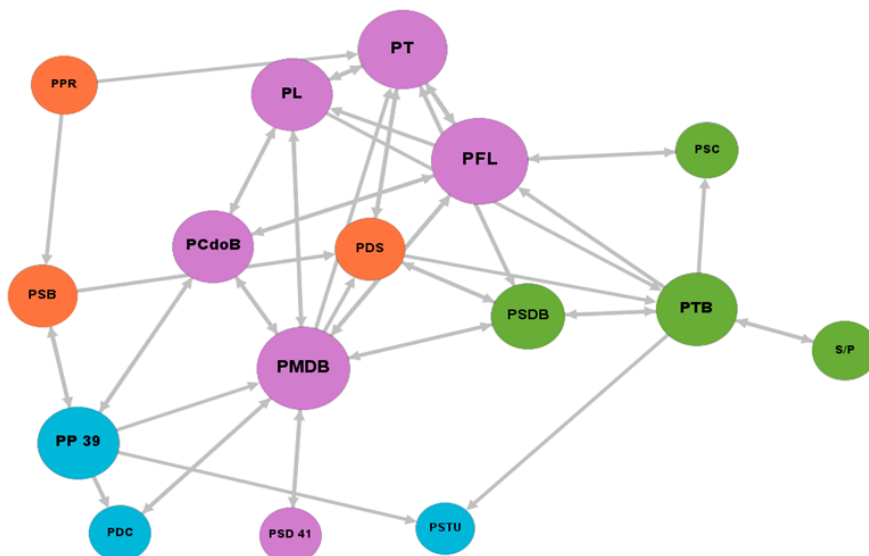 PT
PPR
PL
PSC
PFL
PCdoB
PDS
PSB
PTB
PSDB
S/P
PMDB
PP 39
PDC
PSD 41
PSTU